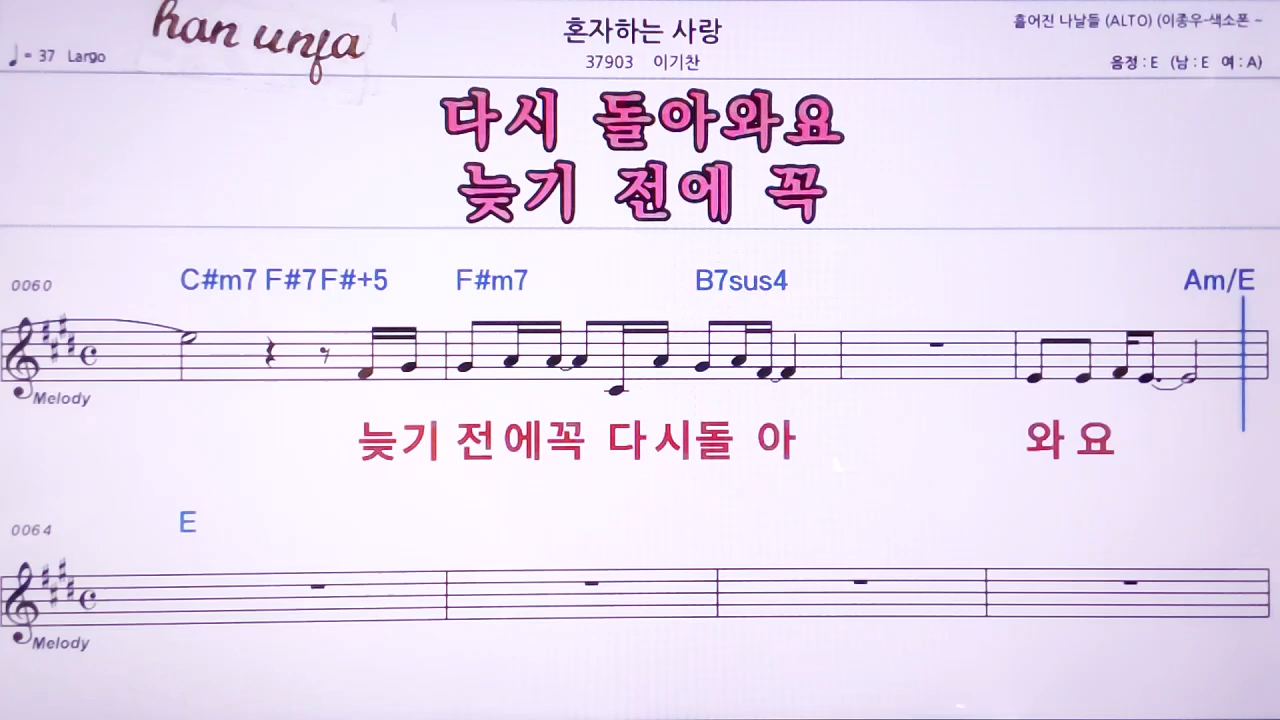 han unja
혼자하는 사랑
흩어진 나날들 (ALTO) (이종우-색소폰 ~
♩= 37 Largo
37903 이기찬
음정 : E (남 : E 여 : A)
다시 돌아와요
늦기 전에 꼭
0060
C#m7 F#7 F#+5 F#m7 B7sus4 Am/E
Melody
늦기 전에꼭 다시돌 아 와 요
0064
E
Melody